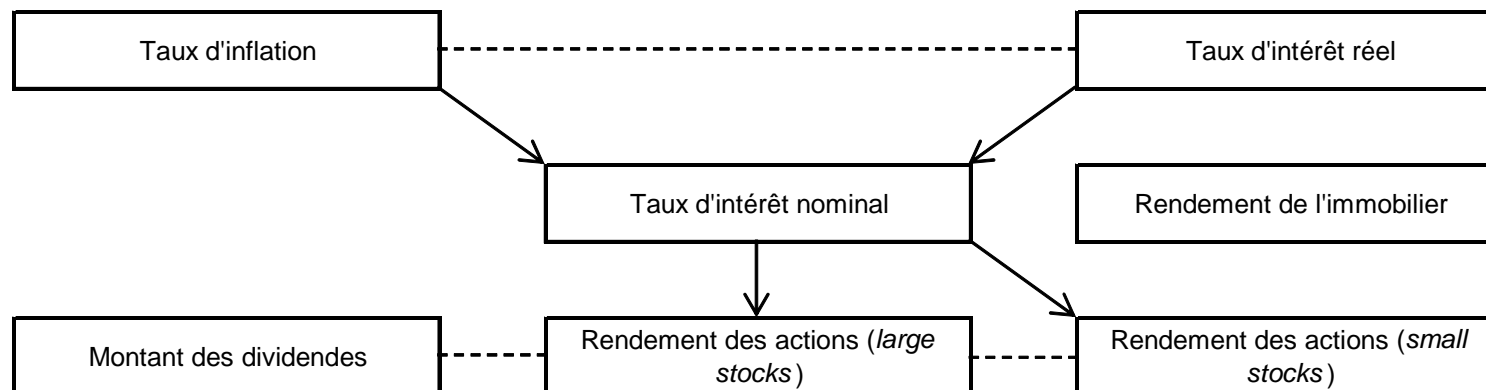 Taux d'inflation
Taux d'intérêt réel
Taux d'intérêt nominal
Rendement de l'immobilier
Montant des dividendes
Rendement des actions (large
stocks)
Rendement des actions (small
stocks)